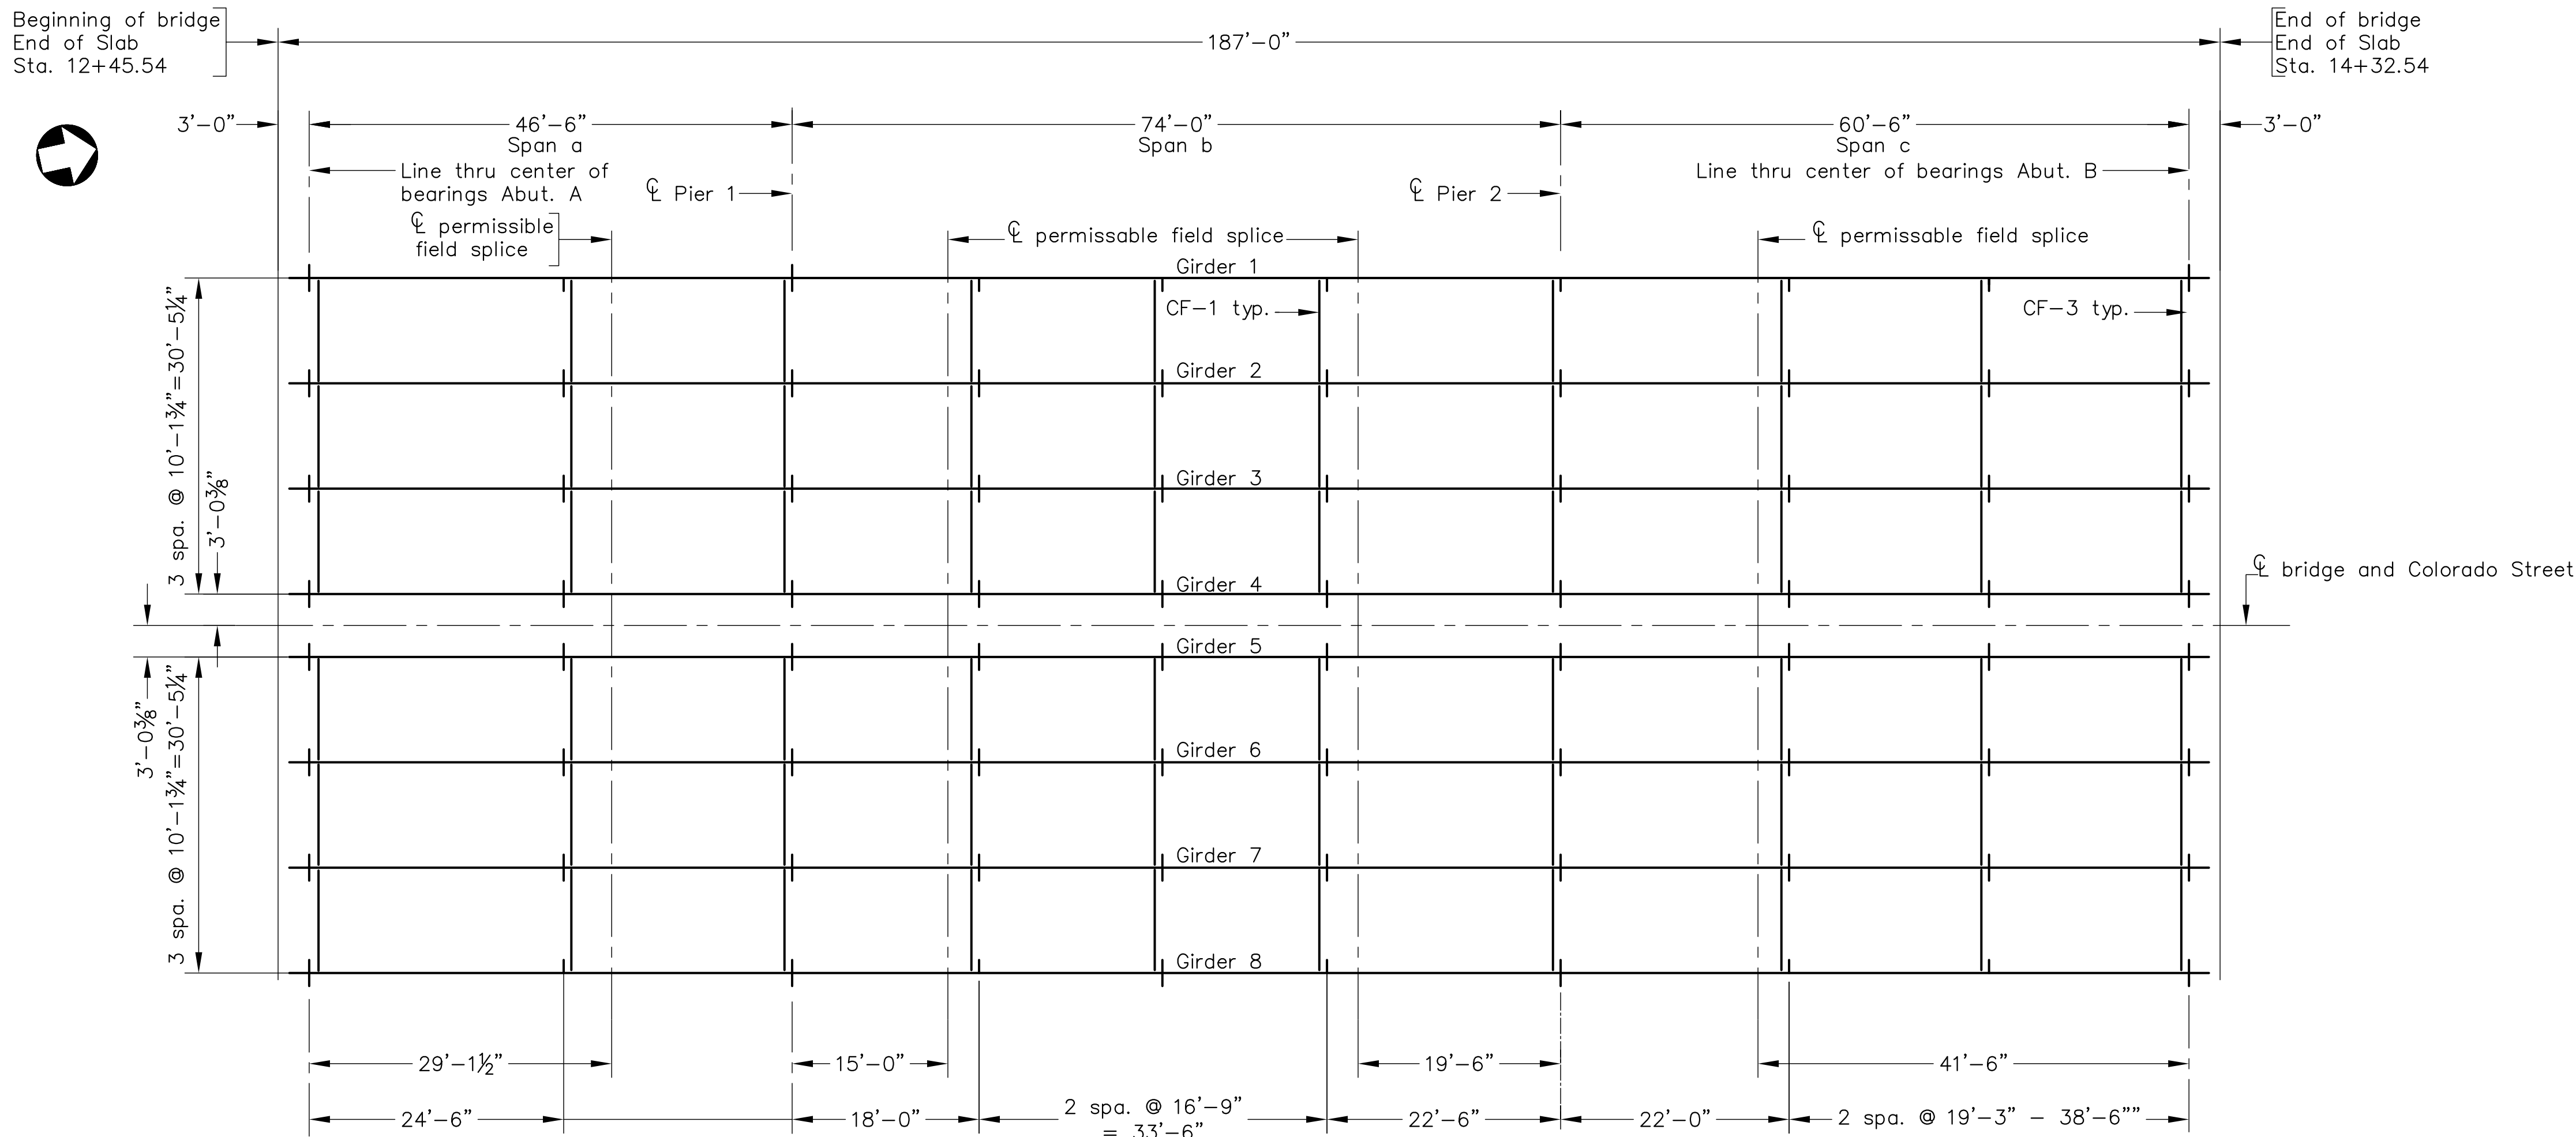 Beginning of bridge
End of Slab
Sta. 12+45.54
187'-0"
End of bridge
End of Slab
Sta. 14+32.54
3'-0"
46'-6"
Span a
74'-0"
Span b
60'-6"
Span c
3'-0"
Line thru center of
bearings Abut. A
℄ Pier 1
℄ Pier 2
Line thru center of bearings Abut. B
℄ permissible
field splice
℄ permissable field splice
℄ permissable field splice
Girder 1
CF-1 typ.
CF-3 typ.
Girder 2
Girder 3
Girder 4
3 spa. @ 10'-1¾"=30'-5¼"
3'-0⅜"
℄ bridge and Colorado Street
Girder 5
Girder 6
Girder 7
Girder 8
3'-0⅜"
3 spa. @ 10'-1¾"=30'-5¼"
29'-1½"
15'-0"
19'-6"
41'-6"
24'-6"
18'-0"
2 spa. @ 16'-9"
= 33'-6"
22'-6"
22'-0"
2 spa. @ 19'-3" - 38'-6""